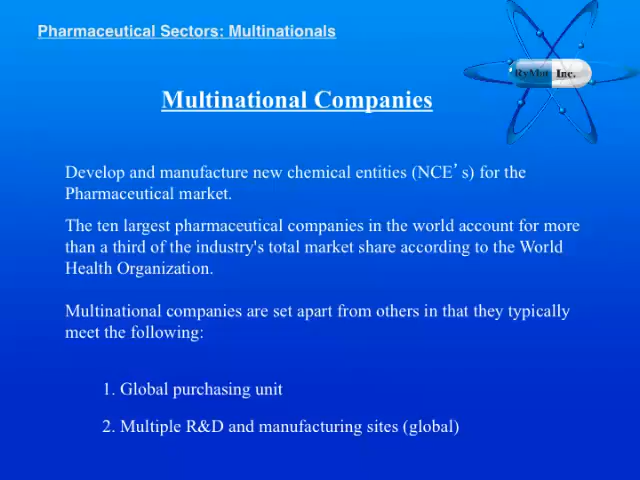 Pharmaceutical Sectors: Multinationals
RyMar Inc.
Multinational Companies
Develop and manufacture new chemical entities (NCE’s) for the
Pharmaceutical market.
The ten largest pharmaceutical companies in the world account for more
than a third of the industry's total market share according to the World
Health Organization.
Multinational companies are set apart from others in that they typically
meet the following:
1. Global purchasing unit
2. Multiple R&D and manufacturing sites (global)